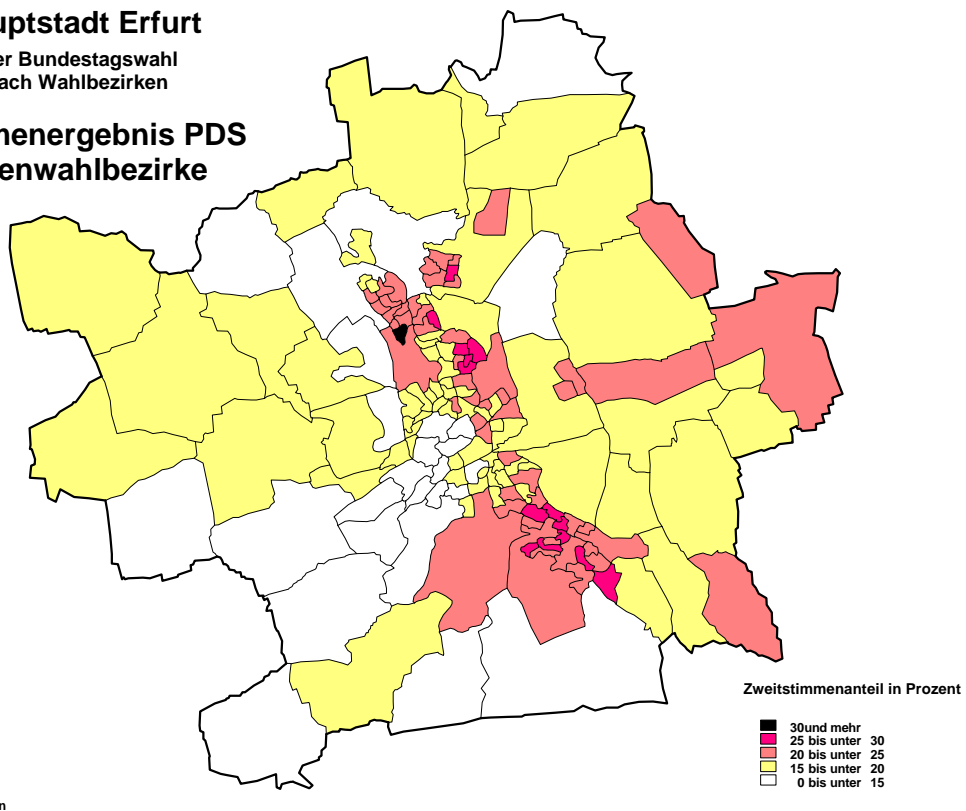 uptstadt Erfurt
er Bundestagswahl
ach Wahlbezirken
nenergebnis PDS
enwahlbezirke
Zweitstimmenanteil in Prozent
30und mehr
25 bis unter 30
20 bis unter 25
15 bis unter 20
0 bis unter 15
n